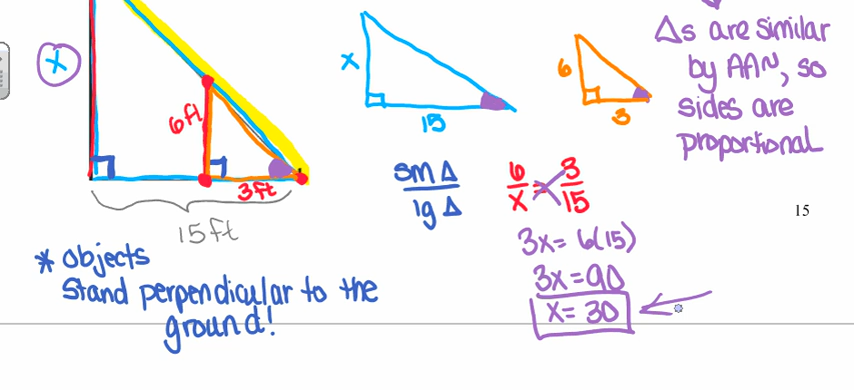 x
6ft
3ft
15ft
* Objects
Stand perpendicular to the
ground!
x
15
6
3
sm Δ
lg Δ
6 3
x = 15
3x = 6(15)
3x = 90
x = 30
Δs are similar
by AA~, so
sides are
proportional
15